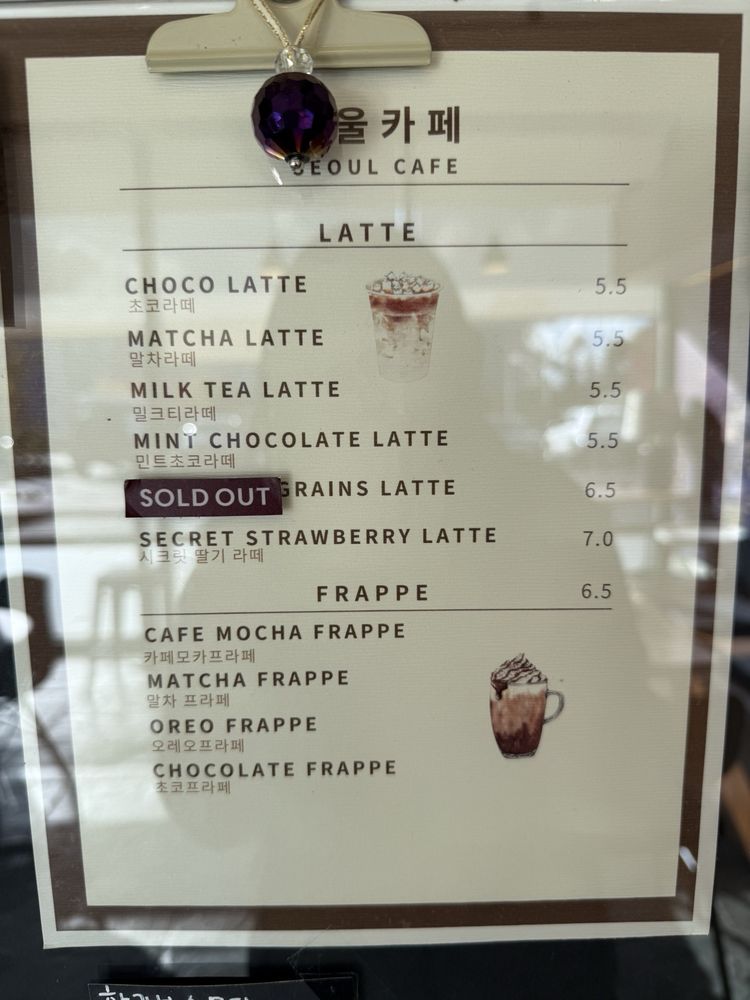 울카페
SEOUL CAFE
LATTE
CHOCO LATTE 5.5
초코라떼
MATCHA LATTE 5.5
말차라떼
MILK TEA LATTE 5.5
밀크티라떼
MINT CHOCOLATE LATTE 5.5
민트초코라떼
SOLD OUT GRAINS LATTE 6.5
SECRET STRAWBERRY LATTE 7.0
시크릿 딸기 라떼
FRAPPE 6.5
CAFE MOCHA FRAPPE
카페모카프라페
MATCHA FRAPPE
말차 프라페
OREO FRAPPE
오레오프라페
CHOCOLATE FRAPPE
초코프라페